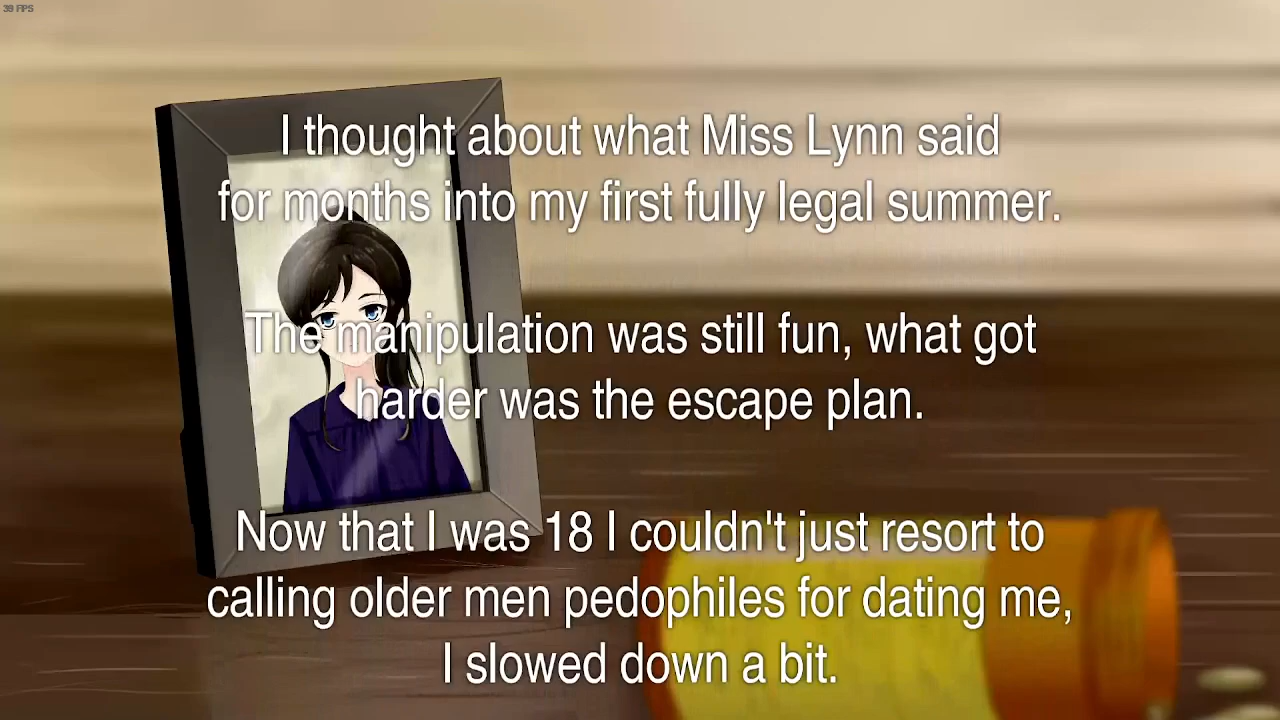 39 FPS
I thought about what Miss Lynn said
for months into my first fully legal summer.
The manipulation was still fun, what got
harder was the escape plan.
Now that I was 18 I couldn't just resort to
calling older men pedophiles for dating me,
I slowed down a bit.